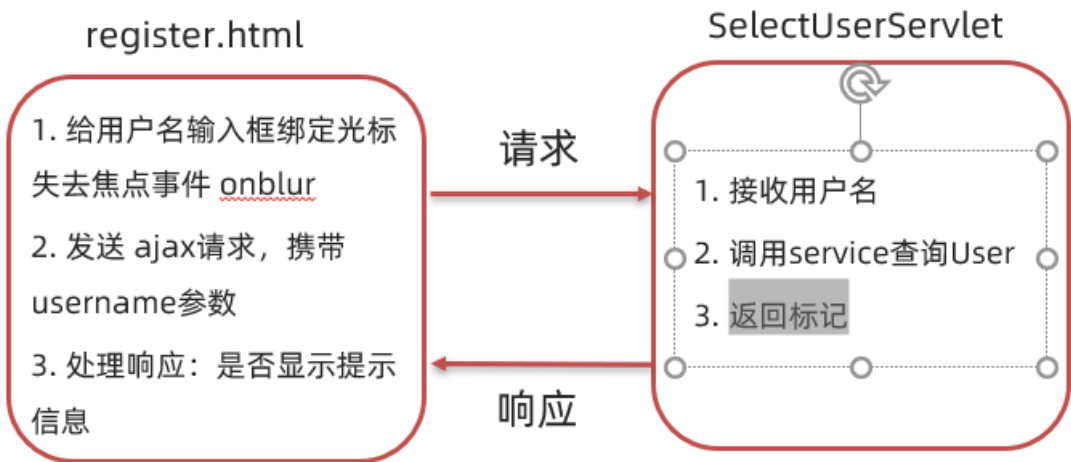 register.html
1. 给用户名输入框绑定光标
失去焦点事件 onblur
2. 发送 ajax请求，携带
username参数
3. 处理响应：是否显示提示
信息
请求
响应
SelectUserServlet
1. 接收用户名
2. 调用service查询User
3. 返回标记